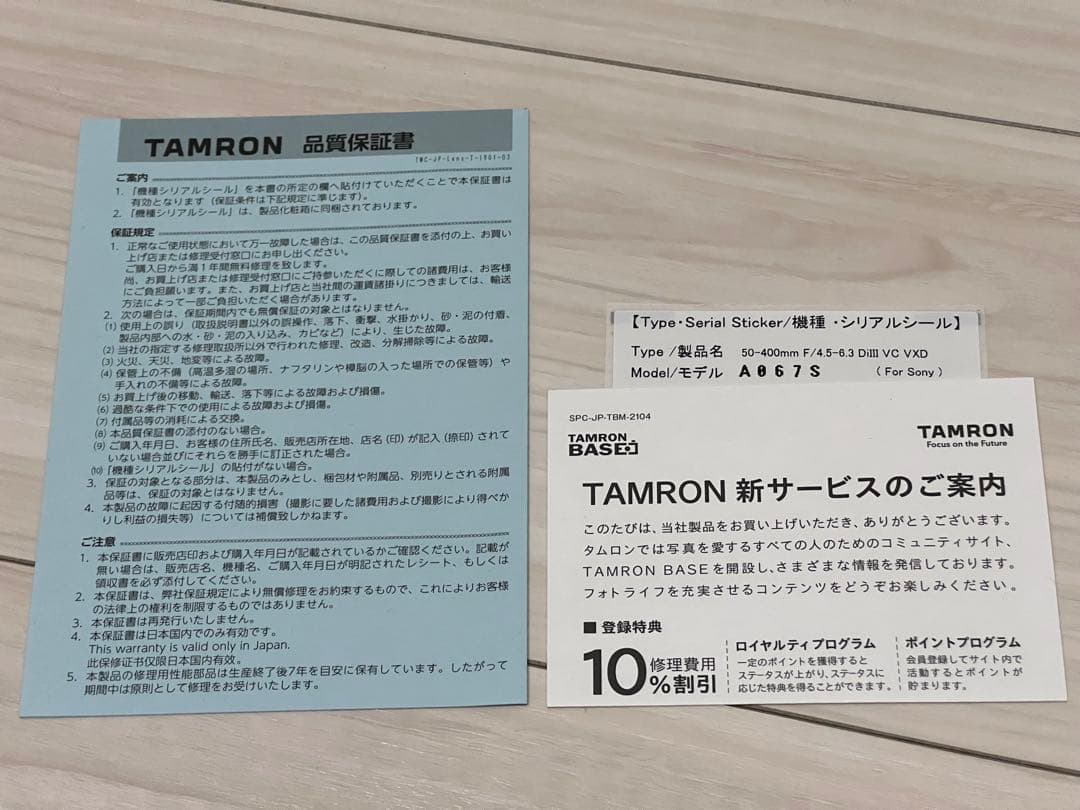 TAMRON 品質保証書
TWC-JP-Lens-T-1901-03
ご案内
1. 「機種シリアルシール」を本書の所定の欄へ貼付けていただくことで本保証書は
有効となります（保証条件は下記規定に準じます）。
2. 「機種シリアルシール」は、製品化粧箱に同梱されております。
保証規定
1. 正常なご使用状態において万一故障した場合は、この品質保証書を添付の上、お買い
上げ店または修理受付窓口にお申し出ください。
ご購入日から満1年間無料修理を致します。
尚、お買上げ店または修理受付窓口にご持参いただくに際しての諸費用は、お客様
にご負担願います。また、お買上げ店と当社間の運賃諸掛りにつきましては、輸送
方法によって一部ご負担いただく場合があります。
2. 次の場合は、保証期間内でも無償保証の対象とはなりません。
(1) 使用上の誤り（取扱説明書以外の誤操作、落下、衝撃、水掛かり、砂・泥の付着、
製品内部への水・砂・泥の入り込み、カビなど）により、生じた故障。
(2) 当社の指定する修理取扱所以外で行われた修理、改造、分解掃除等による故障。
(3) 火災、天災、地変等による故障。
(4) 保管上の不備（高温多湿の場所、ナフタリンや樟脳の入った場所での保管等）や
手入れの不備等による故障。
(5) お買上げ後の移動、輸送、落下等による故障および損傷。
(6) 過酷な条件下での使用による故障および損傷。
(7) 付属品等の消耗による交換。
(8) 本品質保証書の添付のない場合。
(9) ご購入年月日、お客様の住所氏名、販売店所在地、店名(印)が記入(捺印)されて
いない場合並びにそれらを勝手に訂正された場合。
(10) 「機種シリアルシール」の貼付がない場合。
3. 保証の対象となる部分は、本製品のみとし、梱包材や附属品、別売りとされる附属
品等は、保証の対象とはなりません。
4. 本製品の故障に起因する付随的損害（撮影に要した諸費用および撮影により得べか
りし利益の損失等）については補償致しかねます。
ご注意
1. 本保証書に販売店印および購入年月日が記載されているかご確認ください。記載が
無い場合は、販売店名、機種名、ご購入年月日が明記されたレシート、もしくは
領収書を必ず添付してください。
2. 本保証書は、弊社保証規定により無償修理をお約束するもので、これによりお客様
の法律上の権利を制限するものではありません。
3. 本保証書は再発行いたしません。
4. 本保証書は日本国内でのみ有効です。
This warranty is valid only in Japan.
此保修证书仅限日本国内有效。
5. 本製品の修理用性能部品は生産終了後7年を目安に保有しています。したがって
期間中は原則として修理をお受けいたします。
【Type・Serial Sticker/機種・シリアルシール】
Type /製品名 50-400mm F/4.5-6.3 DiIII VC VXD
Model/モデル A067S ( For Sony )
SPC-JP-TBM-2104
TAMRON
BASE
TAMRON
Focus on the Future
TAMRON 新サービスのご案内
このたびは、当社製品をお買い上げいただき、ありがとうございます。
タムロンでは写真を愛するすべての人のためのコミュニティサイト、
TAMRON BASEを開設し、さまざまな情報を発信しております。
フォトライフを充実させるコンテンツをどうぞお楽しみください。
■ 登録特典
10%修理費用割引
ロイヤルティプログラム
一定のポイントを獲得すると
ステータスが上がり、ステータスに
応じた特典を得ることができます。
ポイントプログラム
会員登録してサイト内で
活動するとポイントが
貯まります。